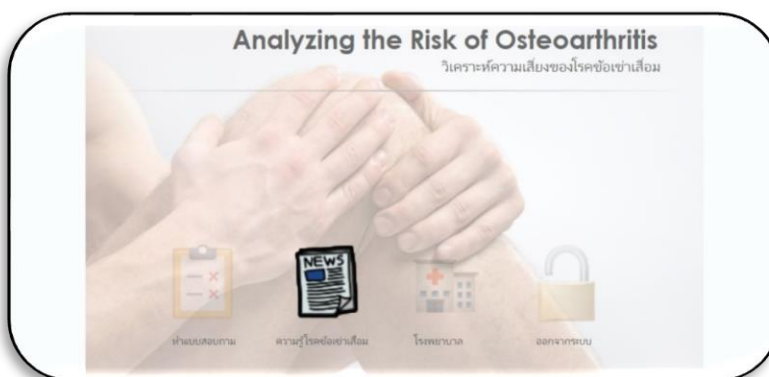 Analyzing the Risk of Osteoarthritis
วิเคราะห์ความเสี่ยงของโรคข้อเข่าเสื่อม
NEWS
ทำแบบสอบถาม
ความรู้โรคข้อเข่าเสื่อม
โรงพยาบาล
ออกจากระบบ